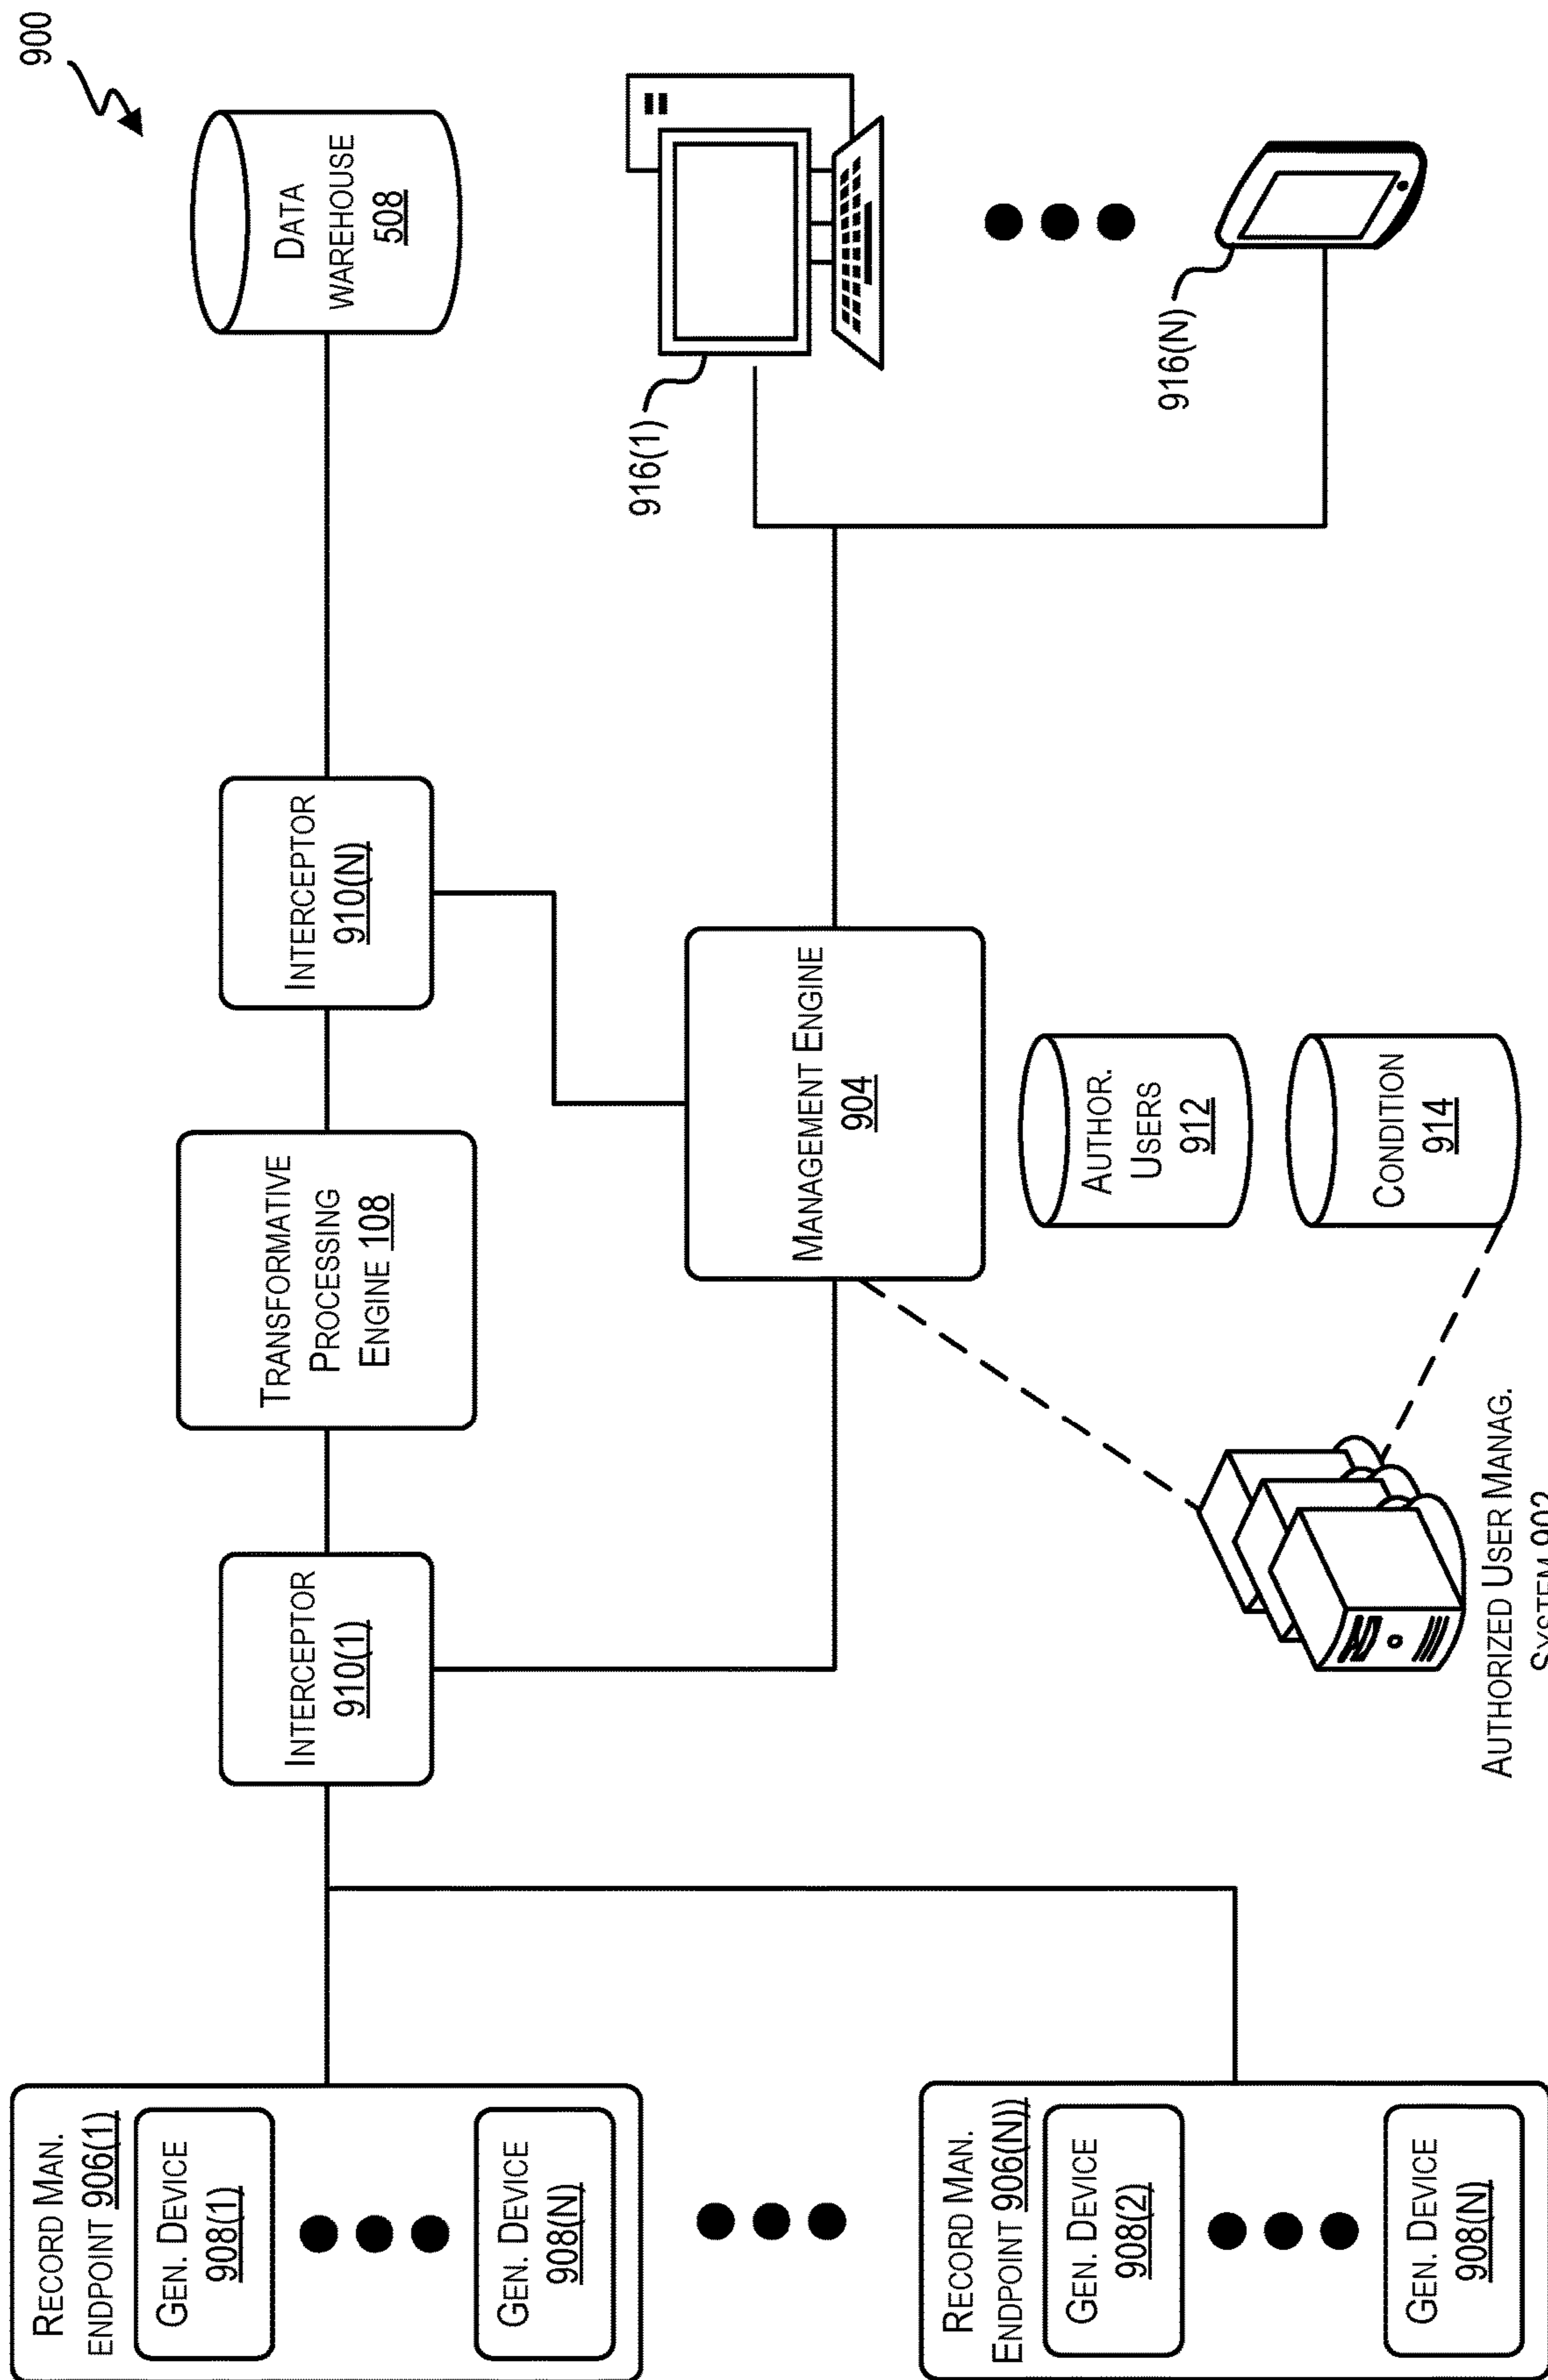 900
RECORD MAN.
ENDPOINT 906(1)
GEN. DEVICE
908(1)
GEN. DEVICE
908(N)
INTERCEPTOR
910(1)
TRANSFORMATIVE
PROCESSING
ENGINE 108
INTERCEPTOR
910(N)
DATA
WAREHOUSE
508
916(1)
916(N)
MANAGEMENT ENGINE
904
AUTHOR.
USERS
912
CONDITION
914
RECORD MAN.
ENDPOINT 906(N))
GEN. DEVICE
908(2)
GEN. DEVICE
908(N)
AUTHORIZED USER MANAG.
SYSTEM 902